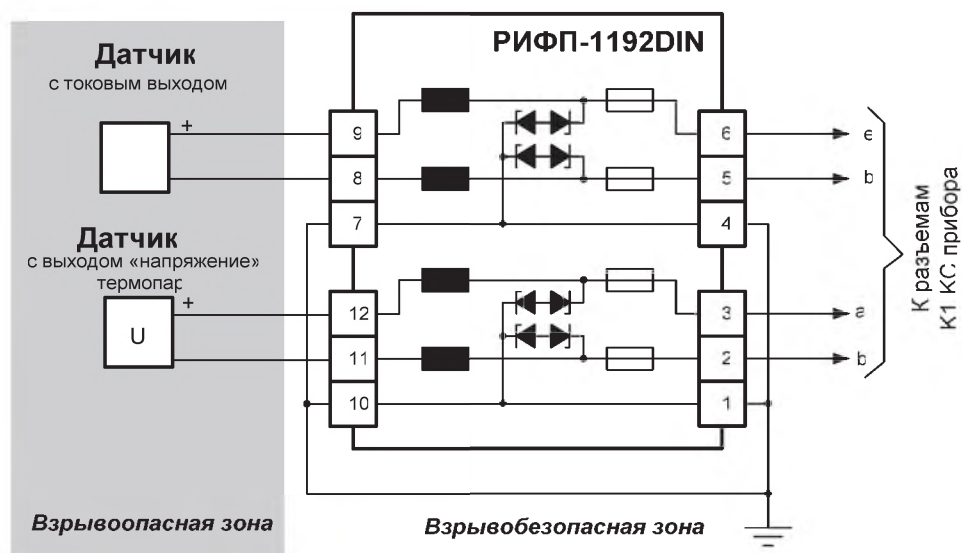 РИФП-1192DIN
Датчик
с токовым выходом
+
9
6
e
8
5
b
7
4
Датчик
с выходом «напряжение»
термопар
+
U
12
3
a
11
2
b
10
1
К разъемам
К1 КС прибора
Взрывоопасная зона
Взрывобезопасная зона